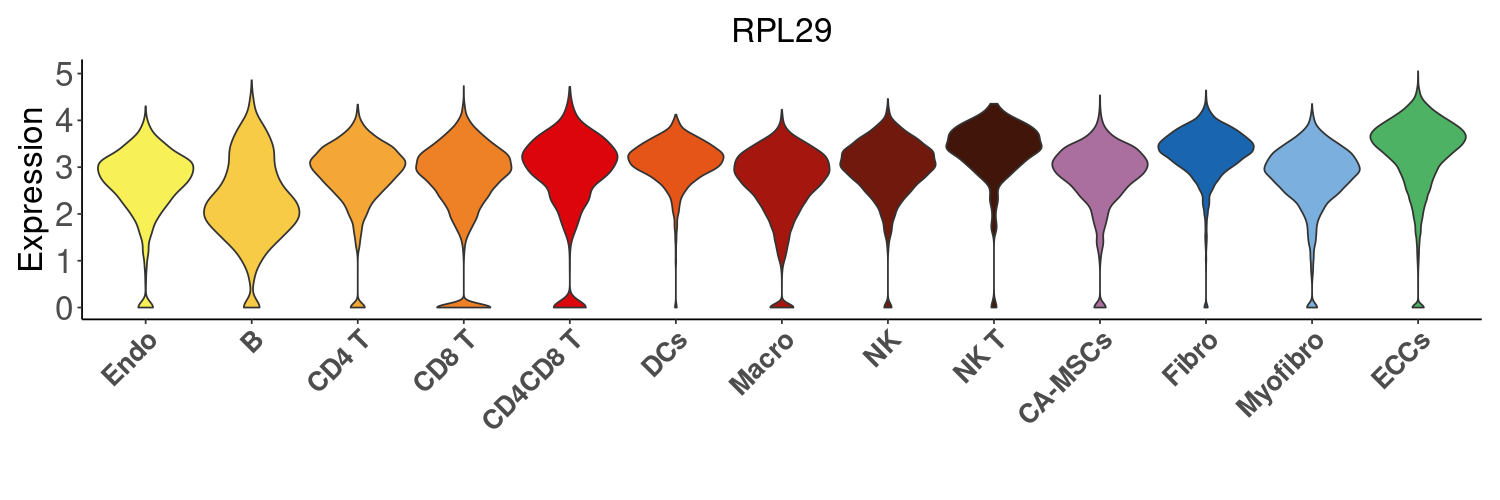 RPL29
Expression
5
4
3
2
1
0
Endo
B
CD4 T
CD8 T
CD4CD8 T
DCs
Macro
NK
NK T
CA-MSCs
Fibro
Myofibro
ECCs